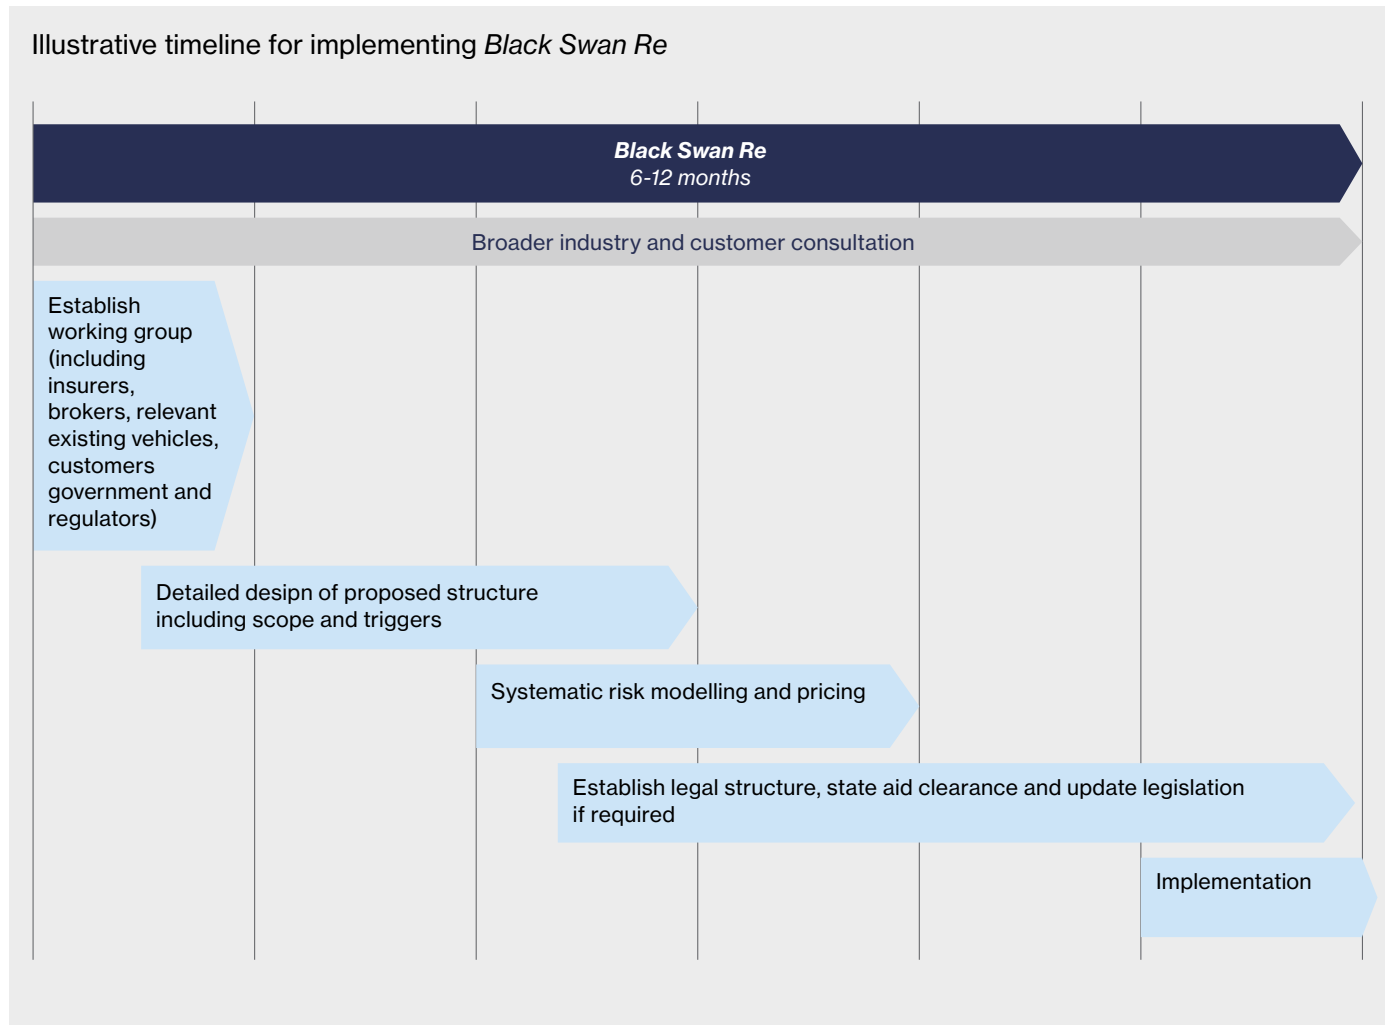 Illustrative timeline for implementing Black Swan Re
Black Swan Re
6-12 months
Broader industry and customer consultation
Establish
working group
(including
insurers,
brokers, relevant
existing vehicles,
customers
government and
regulators)
Detailed desipn of proposed structure
including scope and triggers
Systematic risk modelling and pricing
Establish legal structure, state aid clearance and update legislation
if required
Implementation